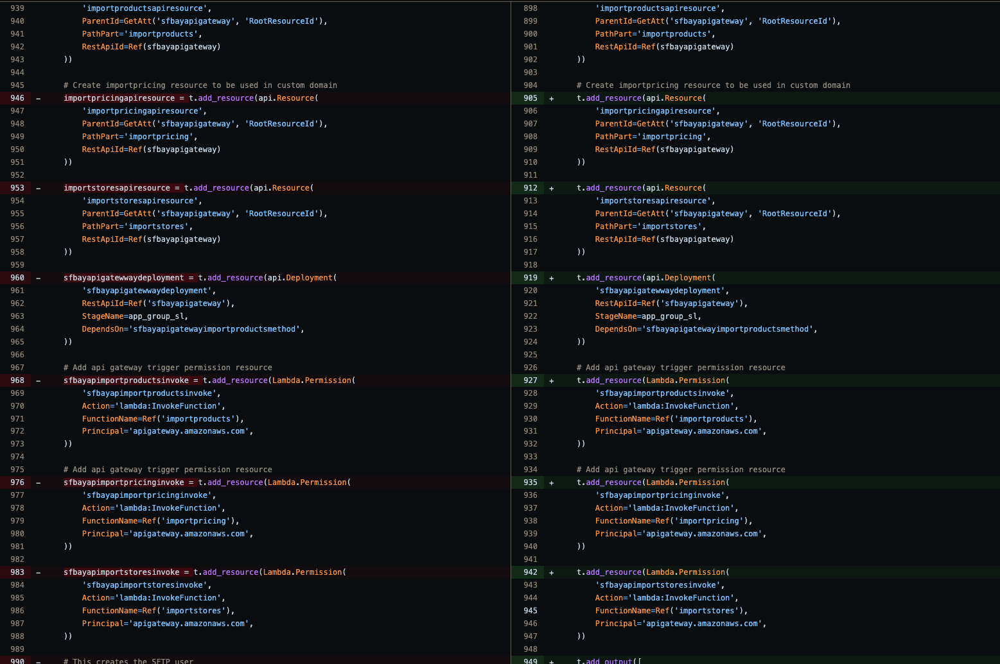 939 'importproductsapiresource',
940 ParentId=GetAtt('sfbayapigateway', 'RootResourceId'),
941 PathPart='importproducts',
942 RestApiId=Ref(sfbayapigateway)
943 ))
944
945 # Create importpricing resource to be used in custom domain
946 - importpricingapiresource = t.add_resource(api.Resource(
947 'importpricingapiresource',
948 ParentId=GetAtt('sfbayapigateway', 'RootResourceId'),
949 PathPart='importpricing',
950 RestApiId=Ref(sfbayapigateway)
951 ))
952
953 - importstoresapiresource = t.add_resource(api.Resource(
954 'importstoresapiresource',
955 ParentId=GetAtt('sfbayapigateway', 'RootResourceId'),
956 PathPart='importstores',
957 RestApiId=Ref(sfbayapigateway)
958 ))
959
960 - sfbayapigatewwaydeployment = t.add_resource(api.Deployment(
961 'sfbayapigatewwaydeployment',
962 RestApiId=Ref('sfbayapigateway'),
963 StageName=app_group_sl,
964 DependsOn='sfbayapigatewayimportproductsmethod',
965 ))
966
967 # Add api gateway trigger permission resource
968 - sfbayapimportproductsinvoke = t.add_resource(Lambda.Permission(
969 'sfbayapimportproductsinvoke',
970 Action='lambda:InvokeFunction',
971 FunctionName=Ref('importproducts'),
972 Principal='apigateway.amazonaws.com',
973 ))
974
975 # Add api gateway trigger permission resource
976 - sfbayapimportpricinginvoke = t.add_resource(Lambda.Permission(
977 'sfbayapimportpricinginvoke',
978 Action='lambda:InvokeFunction',
979 FunctionName=Ref('importpricing'),
980 Principal='apigateway.amazonaws.com',
981 ))
982
983 - sfbayapimportstoresinvoke = t.add_resource(Lambda.Permission(
984 'sfbayapimportstoresinvoke',
985 Action='lambda:InvokeFunction',
986 FunctionName=Ref('importstores'),
987 Principal='apigateway.amazonaws.com',
988 ))
989
990 - # This creates the SFTP user
898 'importproductsapiresource',
899 ParentId=GetAtt('sfbayapigateway', 'RootResourceId'),
900 PathPart='importproducts',
901 RestApiId=Ref(sfbayapigateway)
902 ))
903
904 # Create importpricing resource to be used in custom domain
905 + t.add_resource(api.Resource(
906 'importpricingapiresource',
907 ParentId=GetAtt('sfbayapigateway', 'RootResourceId'),
908 PathPart='importpricing',
909 RestApiId=Ref(sfbayapigateway)
910 ))
911
912 + t.add_resource(api.Resource(
913 'importstoresapiresource',
914 ParentId=GetAtt('sfbayapigateway', 'RootResourceId'),
915 PathPart='importstores',
916 RestApiId=Ref(sfbayapigateway)
917 ))
918
919 + t.add_resource(api.Deployment(
920 'sfbayapigatewwaydeployment',
921 RestApiId=Ref('sfbayapigateway'),
922 StageName=app_group_sl,
923 DependsOn='sfbayapigatewayimportproductsmethod',
924 ))
925
926 # Add api gateway trigger permission resource
927 + t.add_resource(Lambda.Permission(
928 'sfbayapimportproductsinvoke',
929 Action='lambda:InvokeFunction',
930 FunctionName=Ref('importproducts'),
931 Principal='apigateway.amazonaws.com',
932 ))
933
934 # Add api gateway trigger permission resource
935 + t.add_resource(Lambda.Permission(
936 'sfbayapimportpricinginvoke',
937 Action='lambda:InvokeFunction',
938 FunctionName=Ref('importpricing'),
939 Principal='apigateway.amazonaws.com',
940 ))
941
942 + t.add_resource(Lambda.Permission(
943 'sfbayapimportstoresinvoke',
944 Action='lambda:InvokeFunction',
945 FunctionName=Ref('importstores'),
946 Principal='apigateway.amazonaws.com',
947 ))
948
949 + t.add_output([